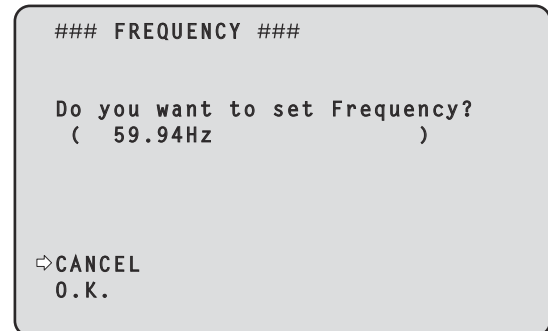 ### FREQUENCY ###
Do you want to set Frequency?
( 59.94Hz )
⇨CANCEL
O.K.